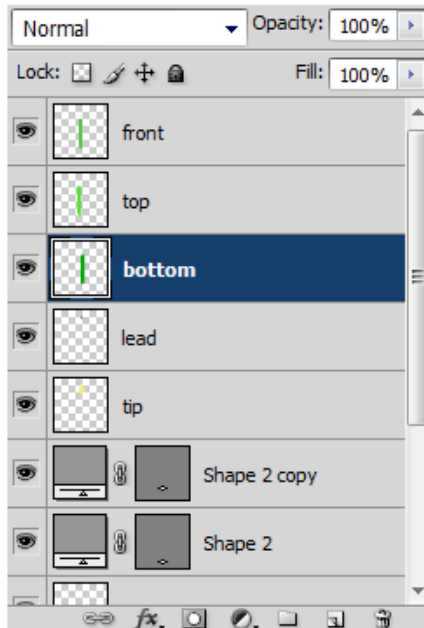 Normal Opacity: 100%
Lock: Fill: 100%
front
top
bottom
lead
tip
Shape 2 copy
Shape 2
fx.